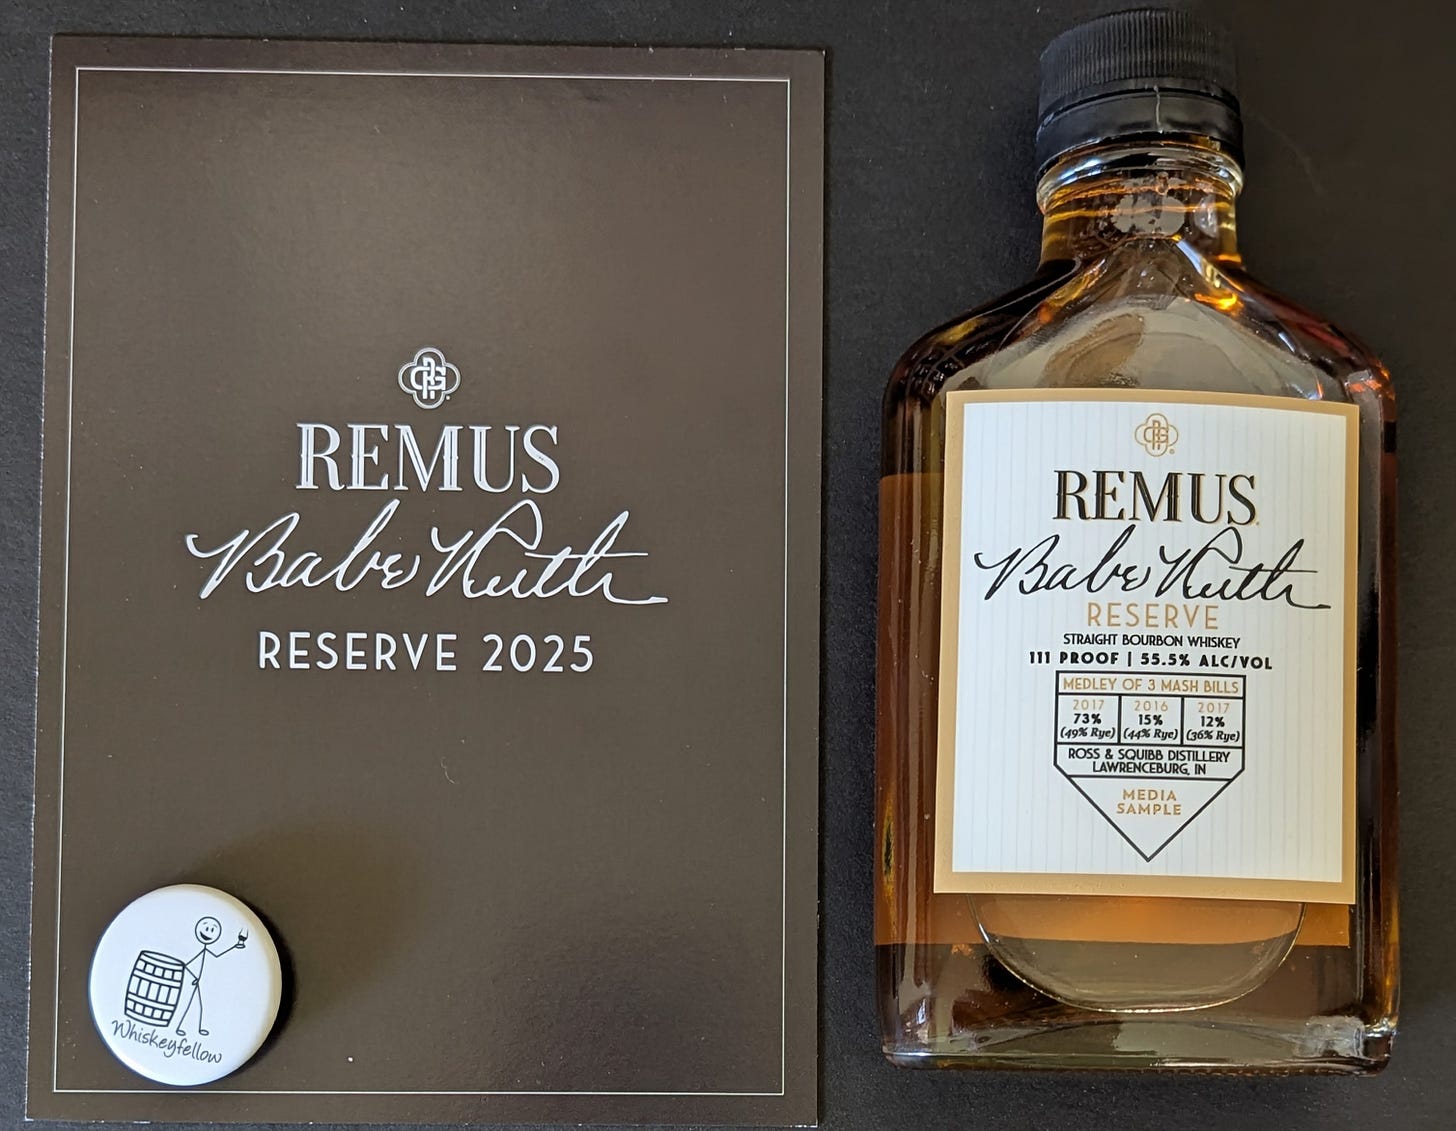 REMUS
Babe Ruth
RESERVE 2025
Whiskeyfellow
REMUS
Babe Ruth
RESERVE
STRAIGHT BOURBON WHISKEY
111 PROOF | 55.5% ALC/VOL
MEDLEY OF 3 MASH BILLS
2017 2016 2017
73% 15% 12%
(49% Rye) (44% Rye) (36% Rye)
ROSS & SQUIBB DISTILLERY
LAWRENCEBURG, IN
MEDIA
SAMPLE